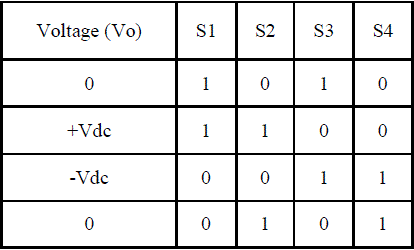 Voltage (Vo) S1 S2 S3 S4
0 1 0 1 0
+Vdc 1 1 0 0
-Vdc 0 0 1 1
0 0 1 0 1